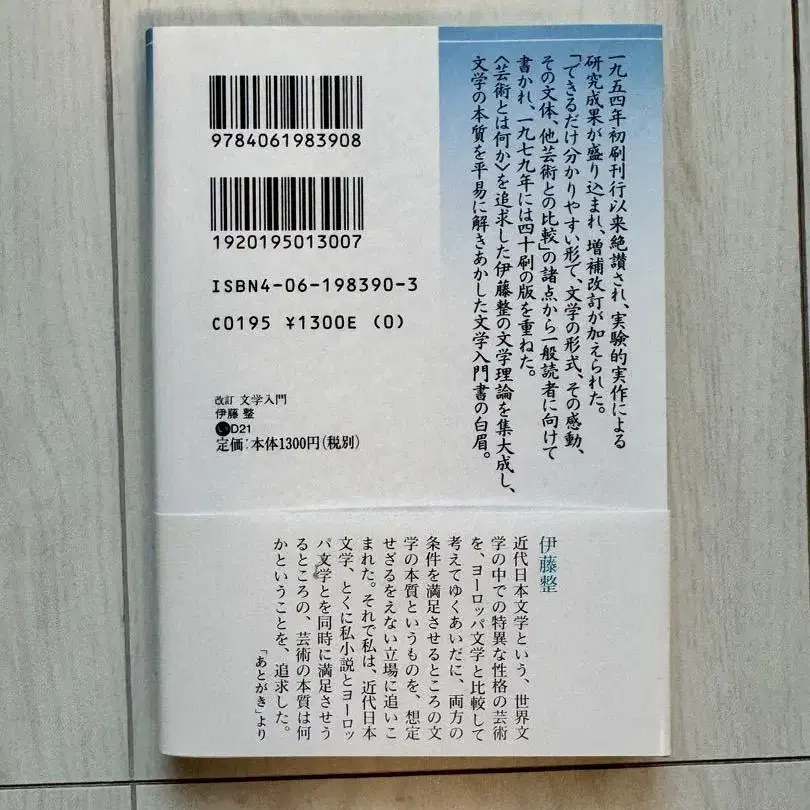 一九五四年初刷刊行以来絶讃され、実験的実作による
研究成果が盛り込まれ、増補改訂が加えられた。
「できるだけ分かりやすい形で、文学の形式、その感動、
その文体、他芸術との比較」の諸点から一般読者に向けて
書かれ、一九七九年には四十刷の版を重ねた。
〈芸術とは何か〉を追求した伊藤整の文学理論を集大成し、
文学の本質を平易に解きあかした文学入門書の白眉。
9784061983908
1920195013007
ISBN4-06-198390-3
C0195 ¥1300E (0)
改訂 文学入門
伊藤 整
いD21
定価:本体1300円(税別)
伊藤整
近代日本文学という、世界文
学の中での特異な性格の芸術
を、ヨーロッパ文学と比較して
考えてゆくあいだに、両方の
条件を満足させるところの文
学の本質というものを、想定
せざるをえない立場に追いこ
まれた。それで私は、近代日本
文学、とくに私小説とヨーロッ
パ文学とを同時に満足させう
るところの、芸術の本質は何
かということを、追求した。
「あとがき」より